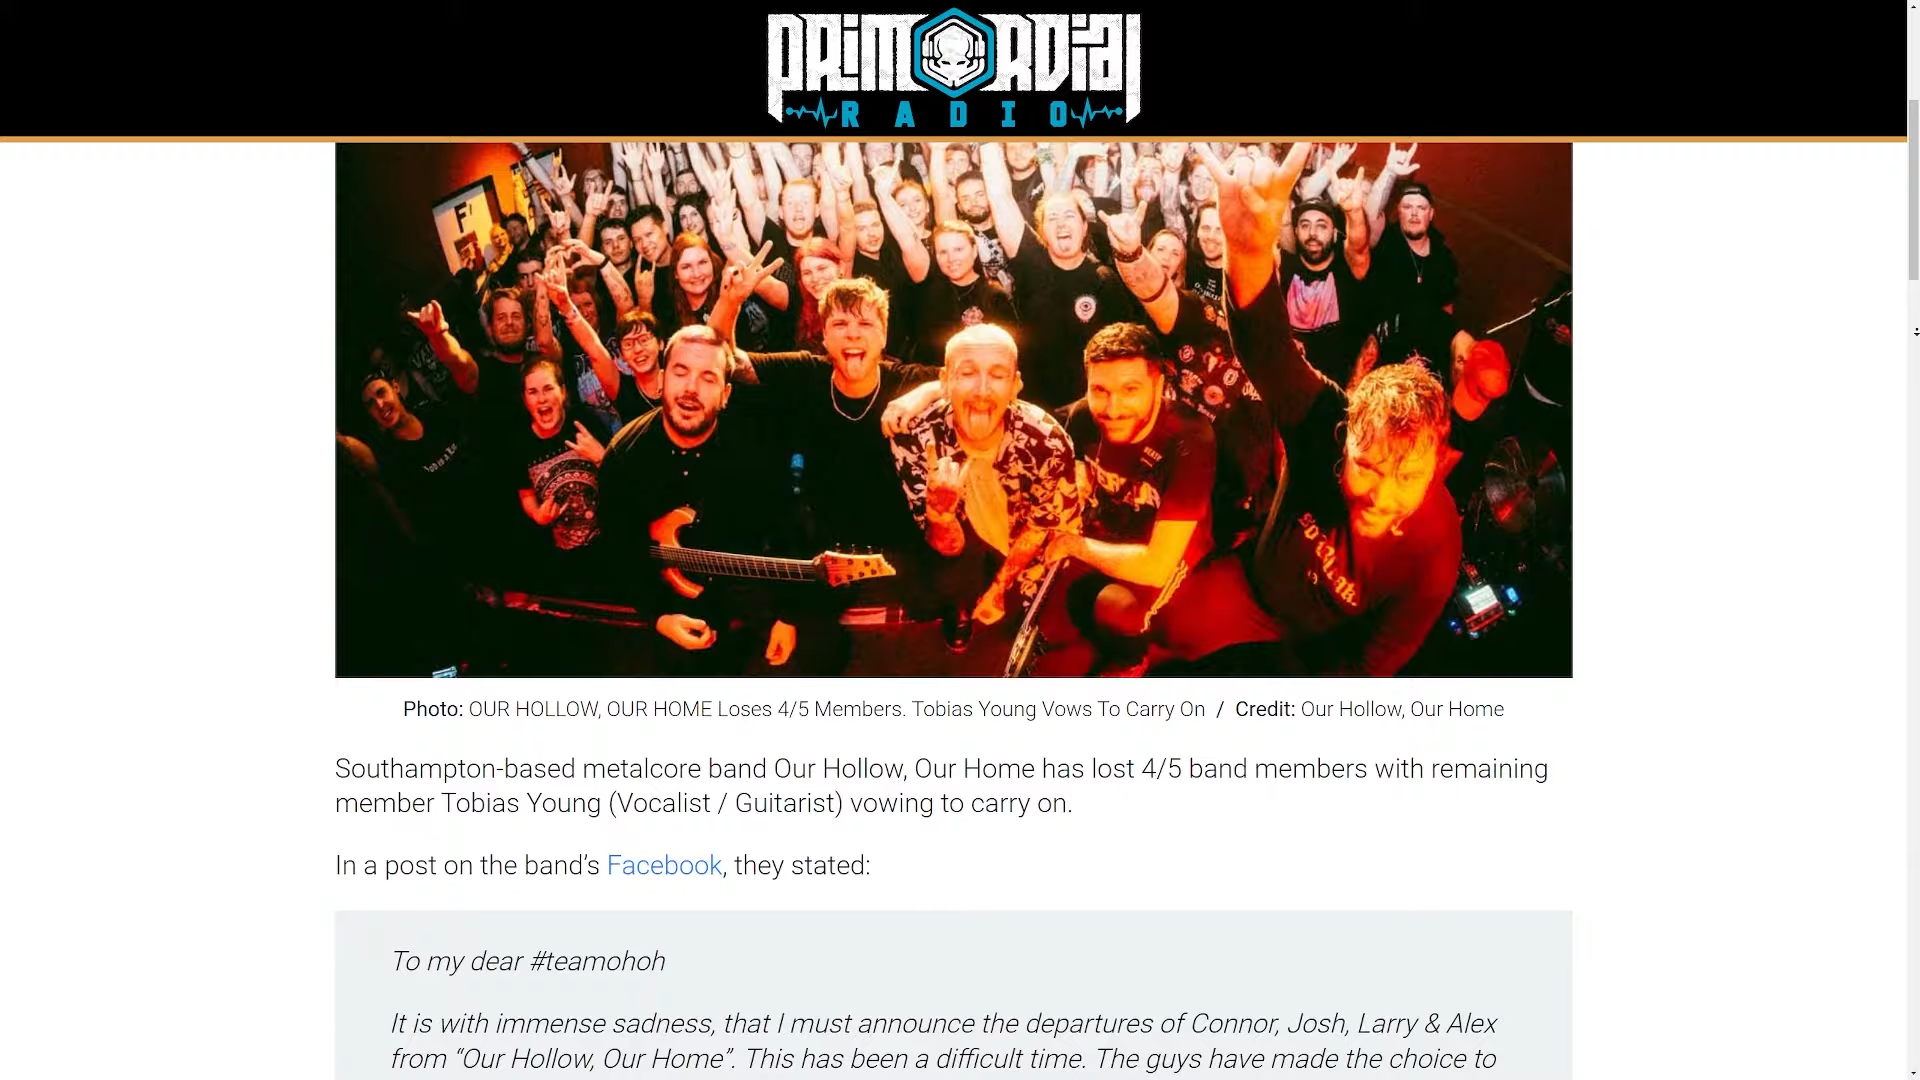 PRIMORDIAL
RADIO
Photo: OUR HOLLOW, OUR HOME Loses 4/5 Members. Tobias Young Vows To Carry On / Credit: Our Hollow, Our Home
Southampton-based metalcore band Our Hollow, Our Home has lost 4/5 band members with remaining
member Tobias Young (Vocalist / Guitarist) vowing to carry on.
In a post on the band’s Facebook, they stated:
To my dear #teamohoh
It is with immense sadness, that I must announce the departures of Connor, Josh, Larry & Alex
from “Our Hollow, Our Home”. This has been a difficult time. The guys have made the choice to